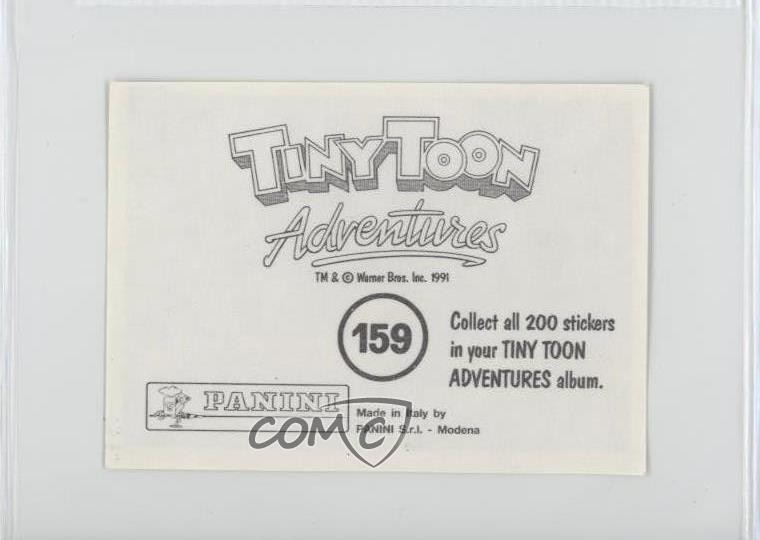 TINY TOON
Adventures
TM & © Warner Bros. Inc. 1991
159
Collect all 200 stickers
in your TINY TOON
ADVENTURES album.
PANINI
Made in Italy by
PANINI S.r.l. - Modena
COMC